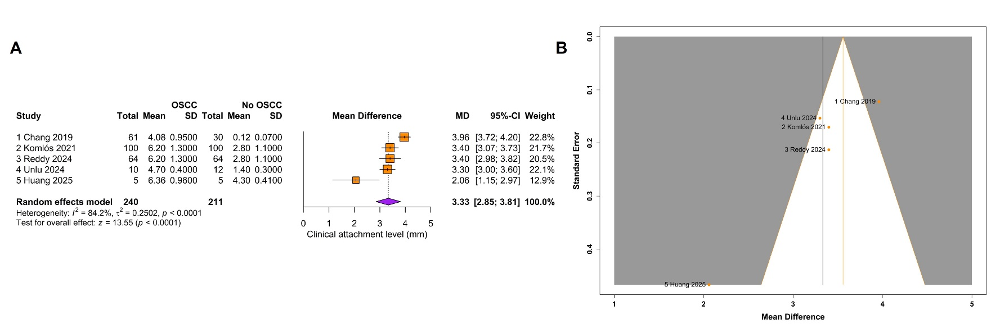 A
OSCC No OSCC
Study Total Mean SD Total Mean SD Mean Difference MD 95%-CI Weight
1 Chang 2019 61 4.08 0.9500 30 0.12 0.0700 3.96 [3.72; 4.20] 22.8%
2 Komlós 2021 100 6.20 1.3000 100 2.80 1.1000 3.40 [3.07; 3.73] 21.7%
3 Reddy 2024 64 6.20 1.3000 64 2.80 1.1000 3.40 [2.98; 3.82] 20.5%
4 Unlu 2024 10 4.70 0.4000 12 1.40 0.3000 3.30 [3.00; 3.60] 22.1%
5 Huang 2025 5 6.36 0.9600 5 4.30 0.4100 2.06 [1.15; 2.97] 12.9%
Random effects model 240 211 3.33 [2.85; 3.81] 100.0%
Heterogeneity: I² = 84.2%, τ² = 0.2502, p < 0.0001
Test for overall effect: z = 13.55 (p < 0.0001)
0 1 2 3 4 5
Clinical attachment level (mm)
B
Standard Error
0.0
0.1
0.2
0.3
0.4
1 Chang 2019
4 Unlu 2024
2 Komlós 2021
3 Reddy 2024
5 Huang 2025
1 2 3 4 5
Mean Difference